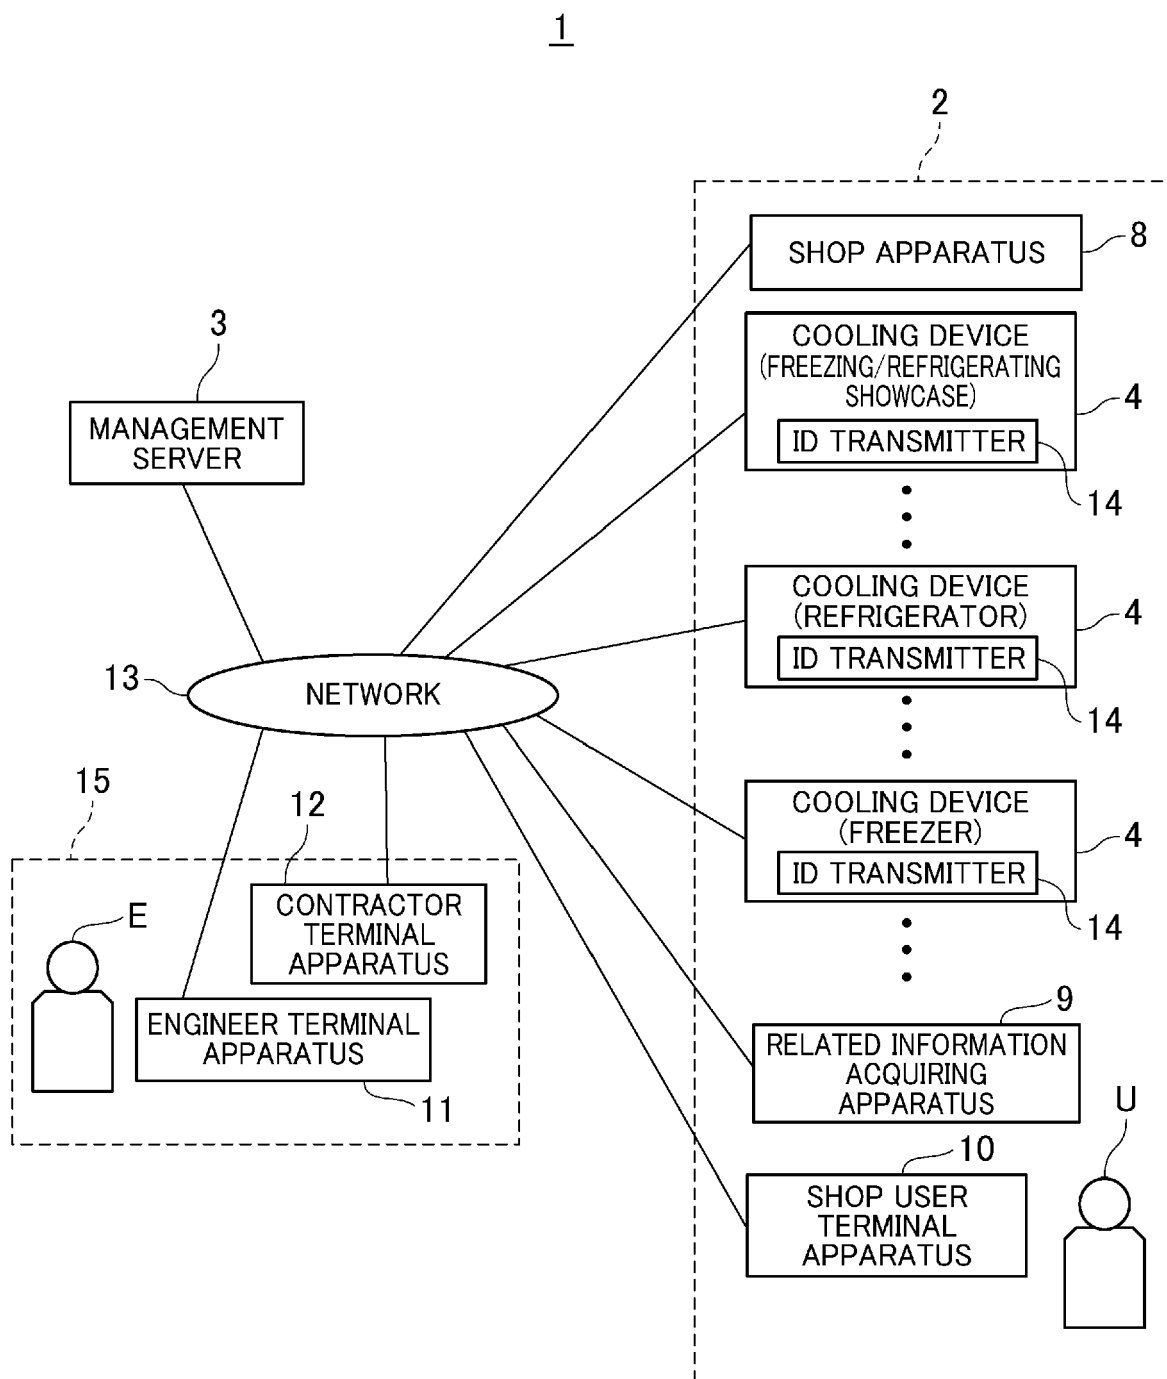 1
2
SHOP APPARATUS
8
3
MANAGEMENT
SERVER
COOLING DEVICE
(FREEZING/REFRIGERATING
SHOWCASE)
4
ID TRANSMITTER
14
COOLING DEVICE
(REFRIGERATOR)
4
ID TRANSMITTER
14
13
NETWORK
COOLING DEVICE
(FREEZER)
4
ID TRANSMITTER
14
15
12
CONTRACTOR
TERMINAL
APPARATUS
E
ENGINEER TERMINAL
APPARATUS
11
9
RELATED INFORMATION
ACQUIRING
APPARATUS
U
10
SHOP USER
TERMINAL
APPARATUS